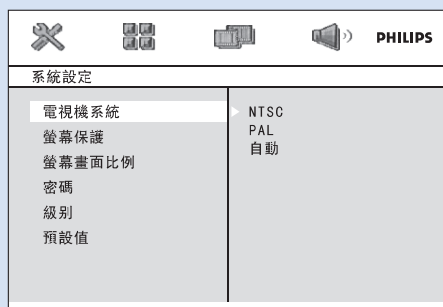 PHILIPS
系統設定
電視機系統
螢幕保護
螢幕畫面比例
密碼
級別
預設值
NTSC
PAL
自動